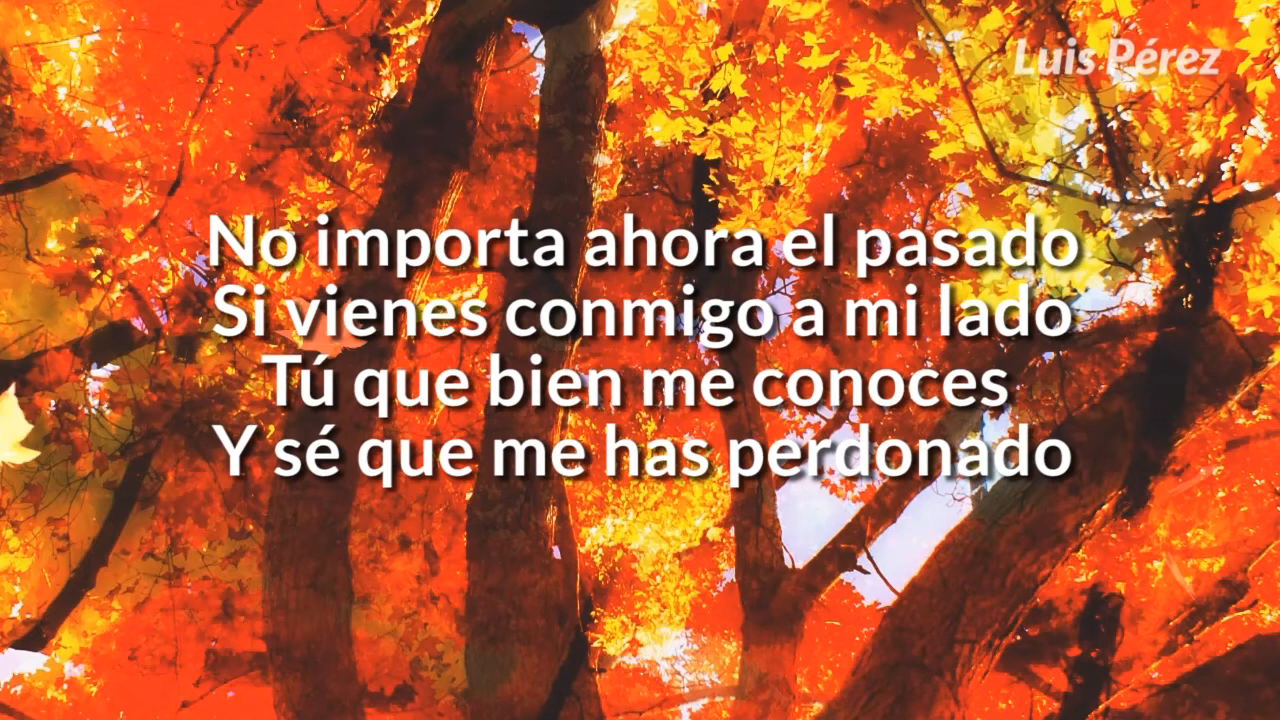 Luis Pérez
No importa ahora el pasado
Si vienes conmigo a mi lado
Tú que bien me conoces
Y sé que me has perdonado